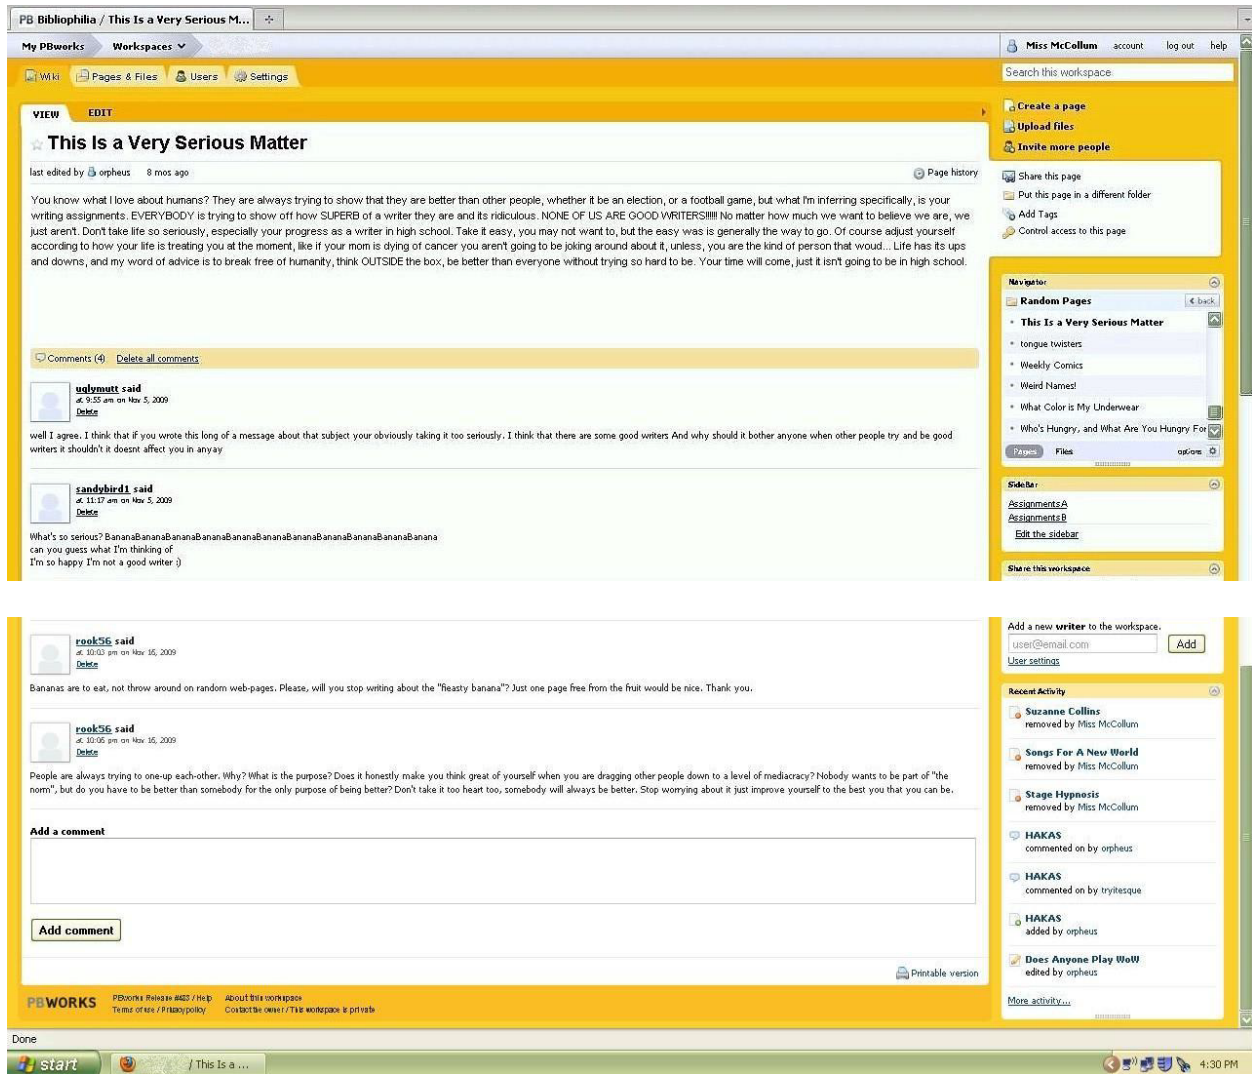 PB Bibliophilia / This Is a Very Serious M...
My PBworks Workspaces
Miss McCollum account log out help
Wiki Pages & Files Users Settings
Search this workspace
VIEW EDIT
Create a page
Upload files
Invite more people
This Is a Very Serious Matter
last edited by orpheus 8 mos ago
Page history
Share this page
Put this page in a different folder
Add Tags
Control access to this page
You know what I love about humans? They are always trying to show that they are better than other people, whether it be an election, or a football game, but what I'm inferring specifically, is your
writing assignments. EVERYBODY is trying to show off how SUPERB of a writer they are and its ridiculous. NONE OF US ARE GOOD WRITERS!!!!! No matter how much we want to believe we are, we
just aren't. Don't take life so seriously, especially your progress as a writer in high school. Take it easy, you may not want to, but the easy was is generally the way to go. Of course adjust yourself
according to how your life is treating you at the moment, like if your mom is dying of cancer you aren't going to be joking around about it, unless, you are the kind of person that woud... Life has its ups
and downs, and my word of advice is to break free of humanity, think OUTSIDE the box, be better than everyone without trying so hard to be. Your time will come, just it isn't going to be in high school.
Navigator
Random Pages back
This Is a Very Serious Matter
tongue twisters
Weekly Comics
Weird Names!
What Color is My Underwear
Who's Hungry, and What Are You Hungry For
Pages Files options
Comments (4) Delete all comments
uglymutt said
at 9:55 am on Nov 5, 2009
Delete
well I agree. I think that if you wrote this long of a message about that subject your obviously taking it too seriously. I think that there are some good writers And why should it bother anyone when other people try and be good
writers it shouldn't it doesnt affect you in anyay
sandybird1 said
at 11:17 am on Nov 5, 2009
Delete
What's so serious? BananaBananaBananaBananaBananaBananaBananaBananaBananaBananaBanana
can you guess what I'm thinking of
I'm so happy I'm not a good writer :)
SideBar
Assignments A
Assignments B
Edit the sidebar
Share this workspace
Add a new writer to the workspace.
user@email.com Add
User settings
rook56 said
at 10:03 pm on Nov 16, 2009
Delete
Bananas are to eat, not throw around on random web-pages. Please, will you stop writing about the "fieasty banana"? Just one page free from the fruit would be nice. Thank you.
rook56 said
at 10:06 pm on Nov 16, 2009
Delete
People are always trying to one-up each-other. Why? What is the purpose? Does it honestly make you think great of yourself when you are dragging other people down to a level of mediacracy? Nobody wants to be part of "the
norm", but do you have to be better than somebody for the only purpose of being better? Don't take it too heart too, somebody will always be better. Stop worrying about it just improve yourself to the best you that you can be.
Add a comment
Add comment
Printable version
Recent Activity
Suzanne Collins
removed by Miss McCollum
Songs For A New World
removed by Miss McCollum
Stage Hypnosis
removed by Miss McCollum
HAKAS
commented on by orpheus
HAKAS
commented on by tryitesque
HAKAS
added by orpheus
Does Anyone Play WoW
edited by orpheus
More activity...
PBWORKS
PBworks Release #423 / Help About this workspace
Terms of use / Privacy policy Contact the owner / This workspace is private
Done
start / This Is a ... 4:30 PM